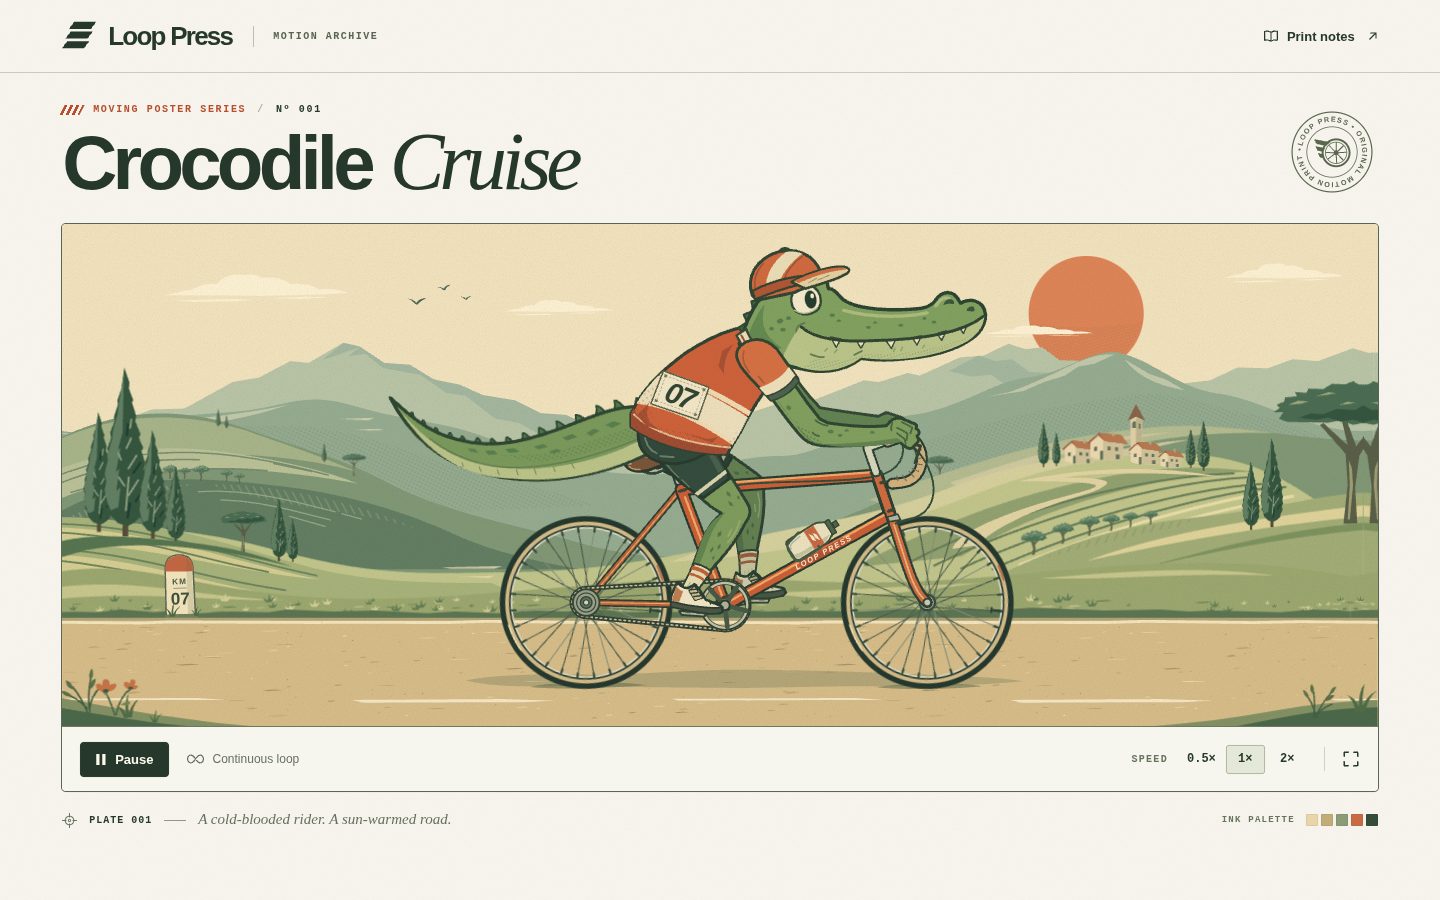 Loop Press
MOTION ARCHIVE
Print notes
MOVING POSTER SERIES / Nº 001
Crocodile Cruise
LOOP PRESS • ORIGINAL MOTION PRINT •
07
LOOP PRESS
KM
07
Pause
Continuous loop
SPEED 0.5× 1× 2×
PLATE 001 — A cold-blooded rider. A sun-warmed road.
INK PALETTE